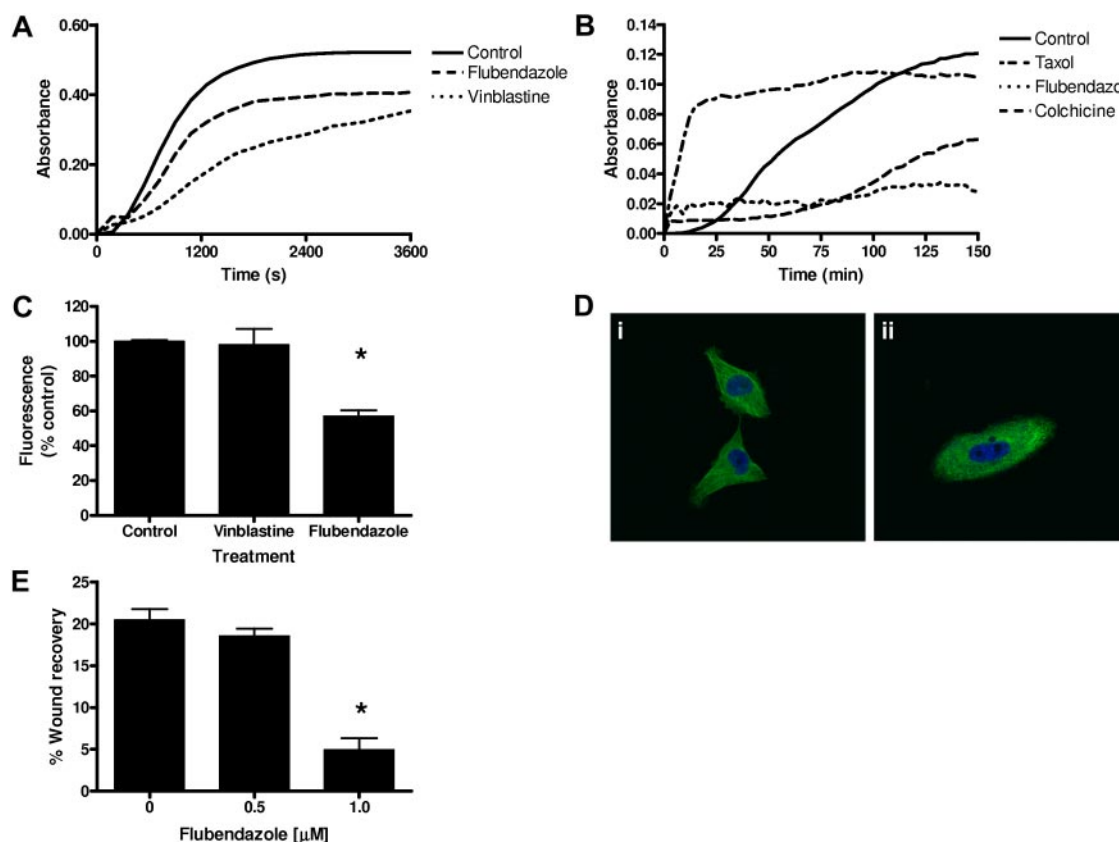 A
0.60
0.40
0.20
0.00
Absorbance
0
1200
2400
3600
Time (s)
Control
Flubendazole
Vinblastine
B
0.14
0.12
0.10
0.08
0.06
0.04
0.02
0.00
Absorbance
0
25
50
75
100
125
150
Time (min)
Control
Taxol
Flubendazo
Colchicine
C
120
100
80
60
40
20
0
Fluorescence
(% control)
*
Control
Vinblastine
Flubendazole
Treatment
D
i
ii
E
25
20
15
10
5
0
% Wound recovery
*
0
0.5
1.0
Flubendazole [µM]